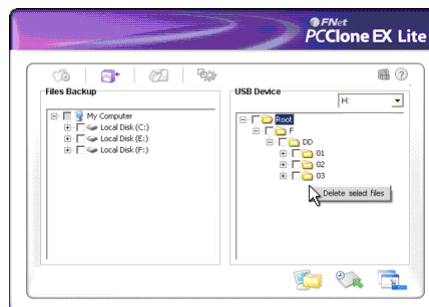 FNet
PCClone EX Lite
Files Backup
USB Device
H:
My Computer
Local Disk (C:)
Local Disk (E:)
Local Disk (F:)
Root
F
DD
01
02
03
Delete select files